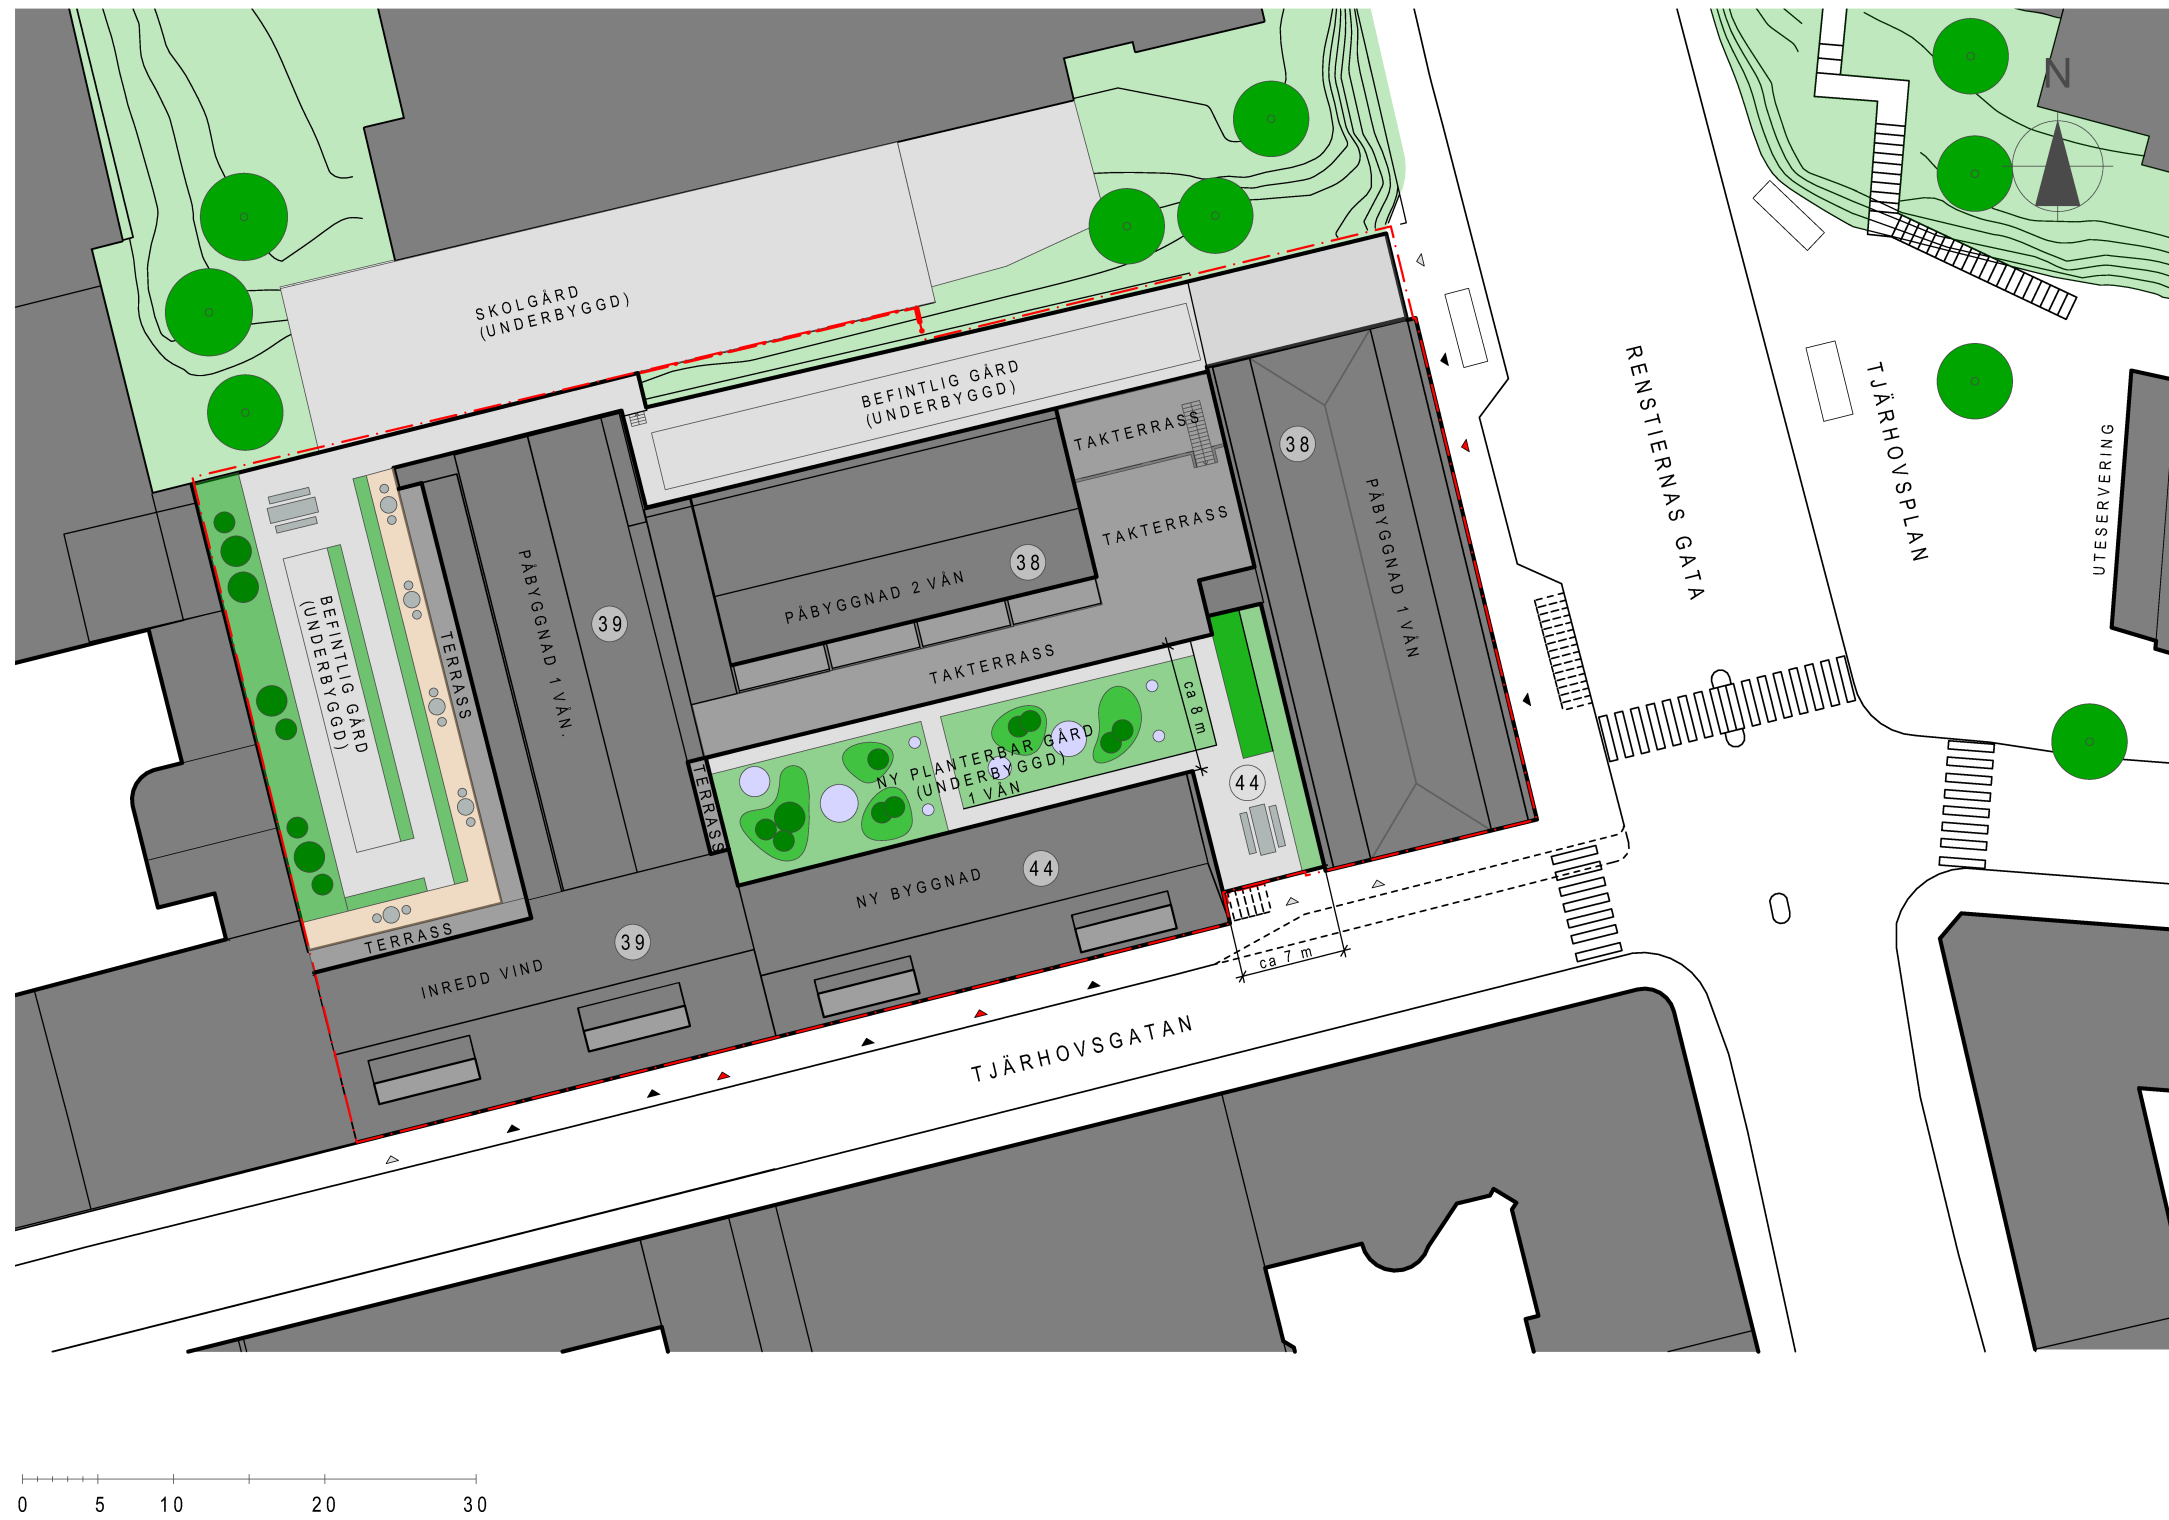 N
SKOLGÅRD
(UNDERBYGGD)
BEFINTLIG GÅRD
(UNDERBYGGD)
TAKTERRASS
38
RENSTIERNAS GATA
TJÄRHOVSPLAN
UTESERVERING
TAKTERRASS
PÅBYGGNAD 1 VÅN
PÅBYGGNAD 1 VÅN.
39
38
PÅBYGGNAD 2 VÅN
BEFINTLIG GÅRD
(UNDERBYGGD)
TERRASS
TAKTERRASS
ca 8 m
NY PLANTERBAR GÅRD
(UNDERBYGGD)
1 VÅN
44
TERRASS
NY BYGGNAD
44
TERRASS
39
INREDD VIND
ca 7 m
TJÄRHOVSGATAN
0 5 10 20 30